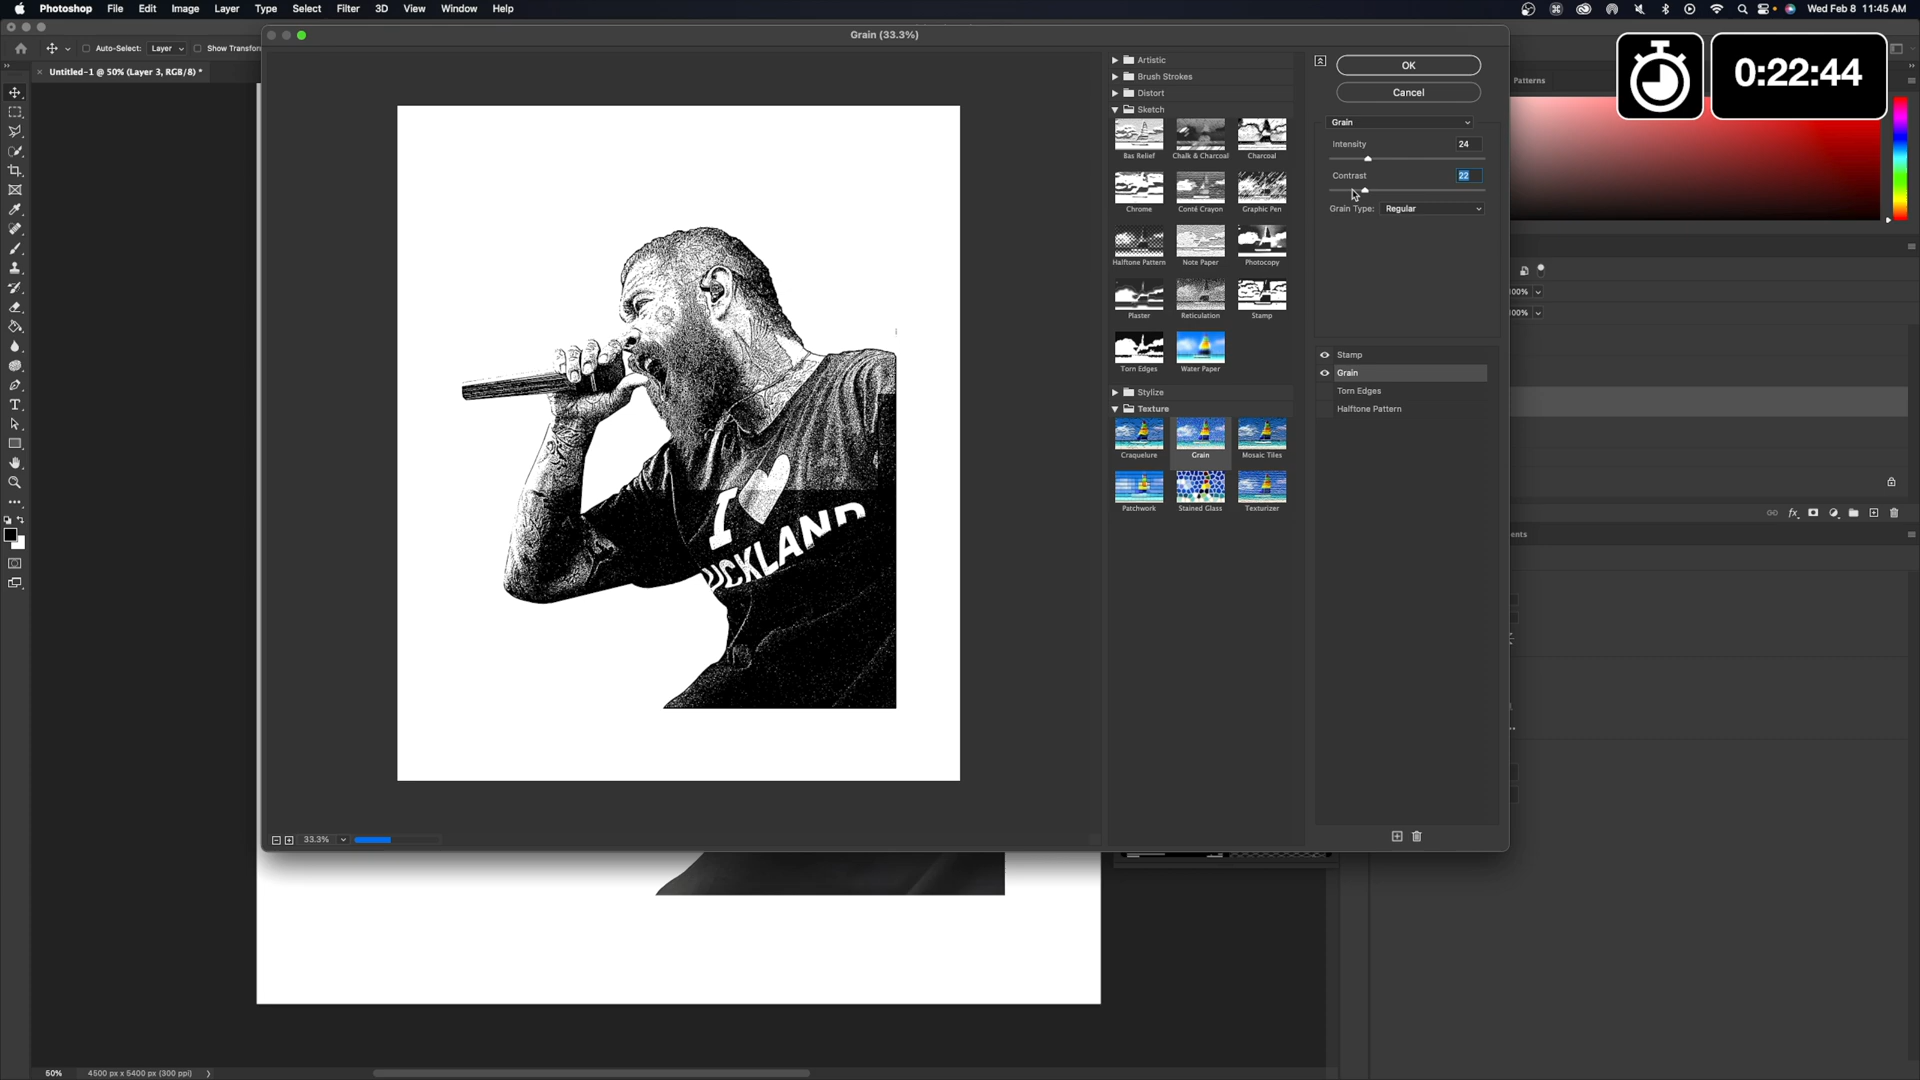 Photoshop File Edit Image Layer Type Select Filter 3D View Window Help
Wed Feb 8 11:45 AM
Grain (33.3%)
Auto-Select: Layer Show Transform
Untitled-1 @ 50% (Layer 3, RGB/8) *
0:22:44
Patterns
Artistic
Brush Strokes
Distort
Sketch
Bas Relief Chalk & Charcoal Charcoal
Chrome Conté Crayon Graphic Pen
Halftone Pattern Note Paper Photocopy
Plaster Reticulation Stamp
Torn Edges Water Paper
Stylize
Texture
Craquelure Grain Mosaic Tiles
Patchwork Stained Glass Texturizer
OK
Cancel
Grain
Intensity 24
Contrast 22
Grain Type: Regular
Stamp
Grain
Torn Edges
Halftone Pattern
I
UCKLAND
33.3%
50% 4500 px x 5400 px (300 ppi)